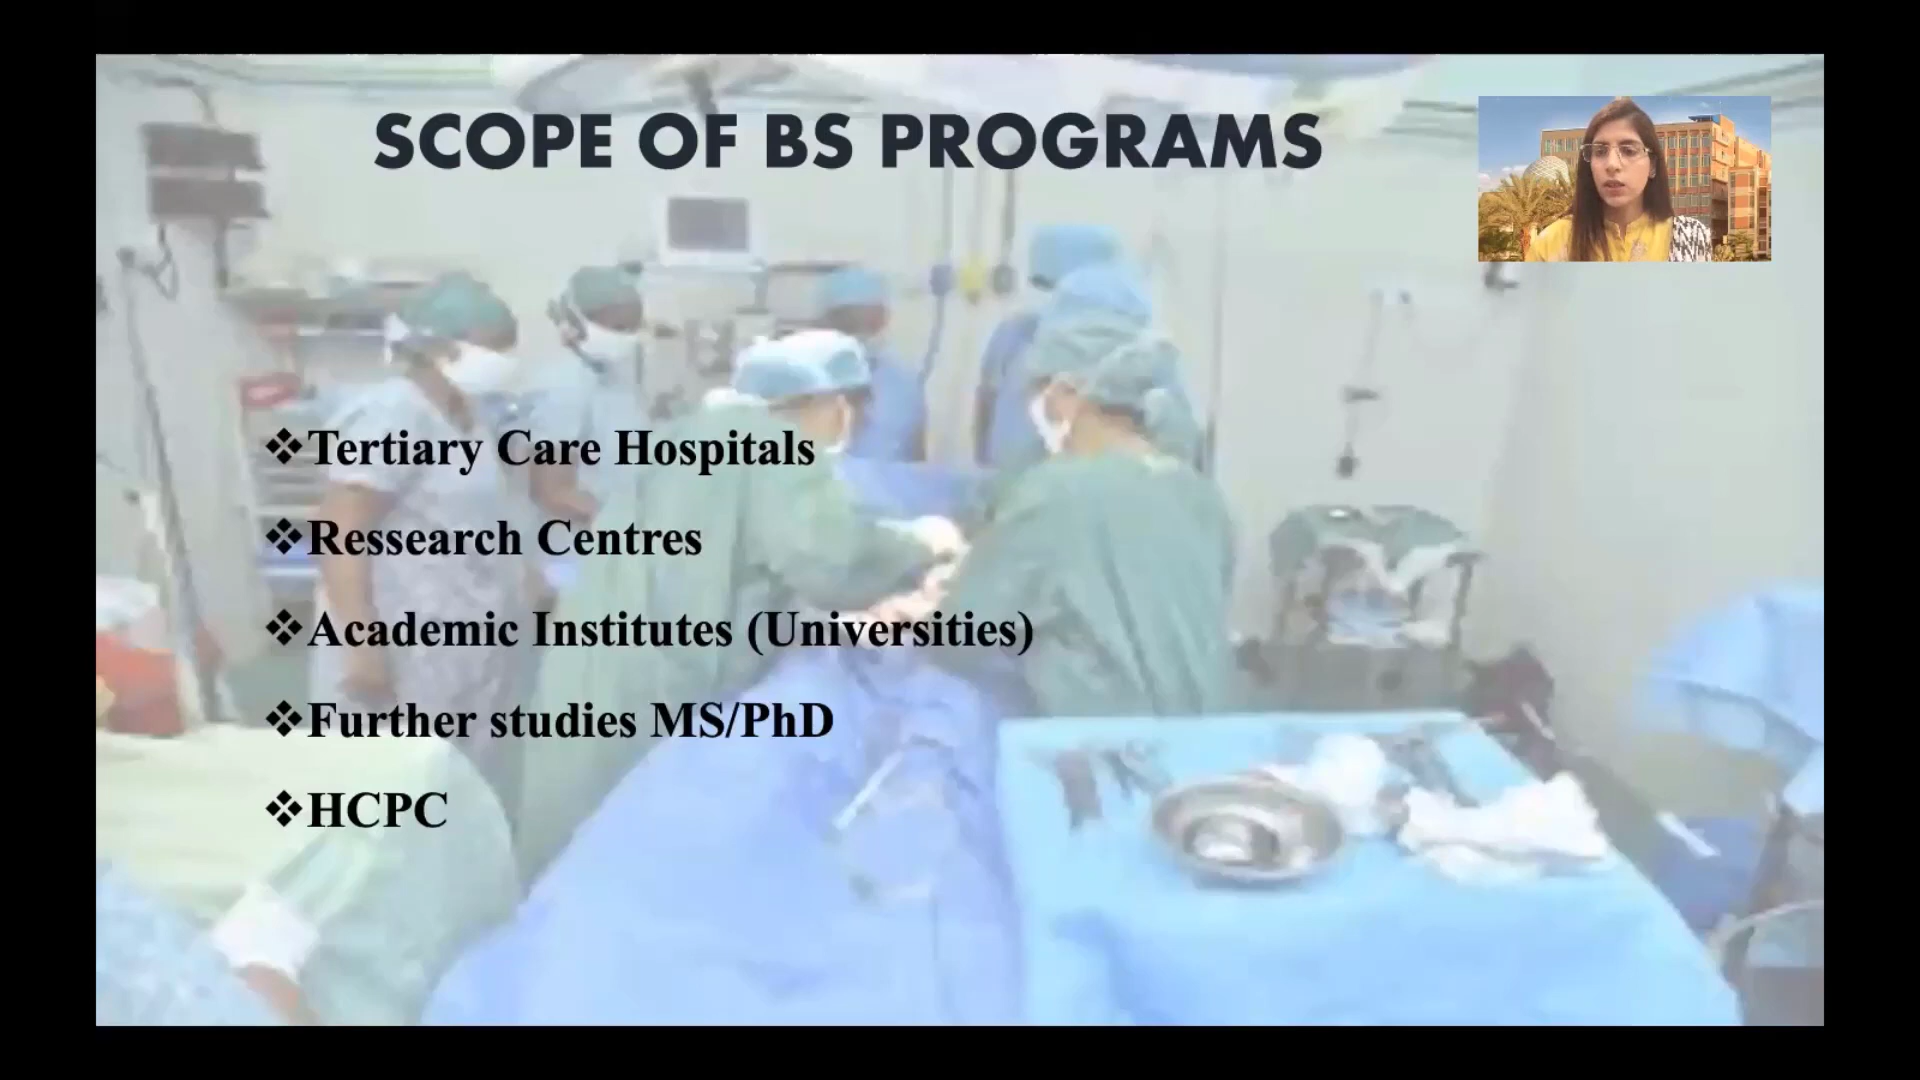 SCOPE OF BS PROGRAMS
❖Tertiary Care Hospitals
❖Ressearch Centres
❖Academic Institutes (Universities)
❖Further studies MS/PhD
❖HCPC